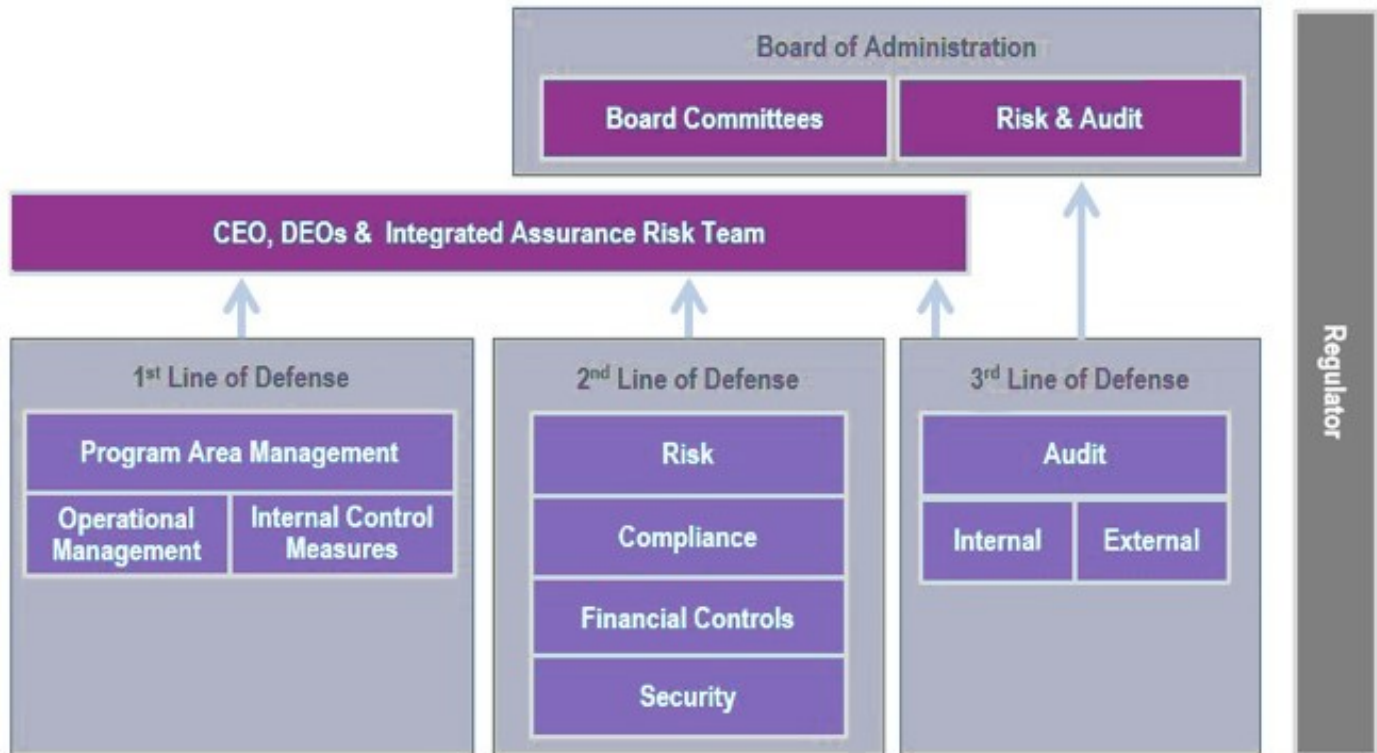 Board of Administration
Board Committees
Risk & Audit
CEO, DEOs & Integrated Assurance Risk Team
1st Line of Defense
Program Area Management
Operational
Management
Internal Control
Measures
2nd Line of Defense
Risk
Compliance
Financial Controls
Security
3rd Line of Defense
Audit
Internal
External
Regulator